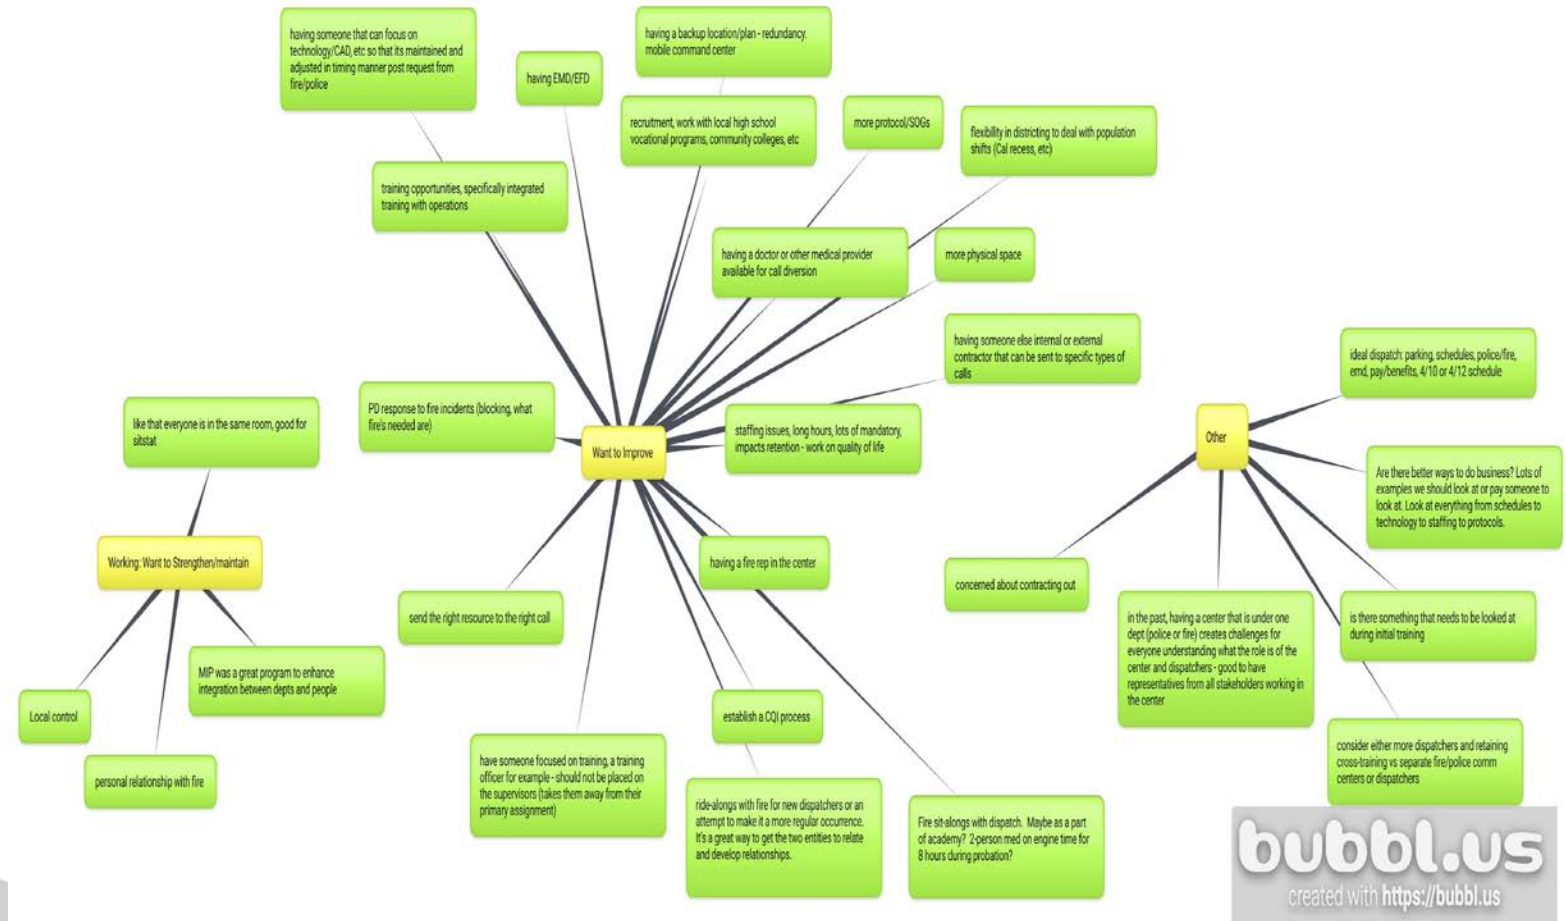 having someone that can focus on
technology/CAD, etc so that its maintained and
adjusted in timing manner post request from
fire/police
having EMD/EFD
having a backup location/plan - redundancy.
mobile command center
recruitment, work with local high school
vocational programs, community colleges, etc
more protocol/SOGs
flexibility in districting to deal with population
shifts (Cal recess, etc)
training opportunities, specifically integrated
training with operations
having a doctor or other medical provider
available for call diversion
more physical space
having someone else internal or external
contractor that can be sent to specific types of
calls
PD response to fire incidents (blocking, what
fire's needed are)
Want to Improve
staffing issues, long hours, lots of mandatory,
impacts retention - work on quality of life
having a fire rep in the center
send the right resource to the right call
establish a CQI process
have someone focused on training, a training
officer for example - should not be placed on
the supervisors (takes them away from their
primary assignment)
ride-alongs with fire for new dispatchers or an
attempt to make it a more regular occurrence.
It's a great way to get the two entities to relate
and develop relationships.
Fire sit-alongs with dispatch. Maybe as a part
of academy? 2-person med on engine time for
8 hours during probation?
like that everyone is in the same room, good for
sitstat
Working: Want to Strengthen/maintain
MIP was a great program to enhance
integration between depts and people
Local control
personal relationship with fire
ideal dispatch: parking, schedules, police/fire,
emd, pay/benefits, 4/10 or 4/12 schedule
Other
Are there better ways to do business? Lots of
examples we should look at or pay someone to
look at. Look at everything from schedules to
technology to staffing to protocols.
concerned about contracting out
in the past, having a center that is under one
dept (police or fire) creates challenges for
everyone understanding what the role is of the
center and dispatchers - good to have
representatives from all stakeholders working in
the center
is there something that needs to be looked at
during initial training
consider either more dispatchers and retaining
cross-training vs separate fire/police comm
centers or dispatchers
bubbl.us
created with https://bubbl.us